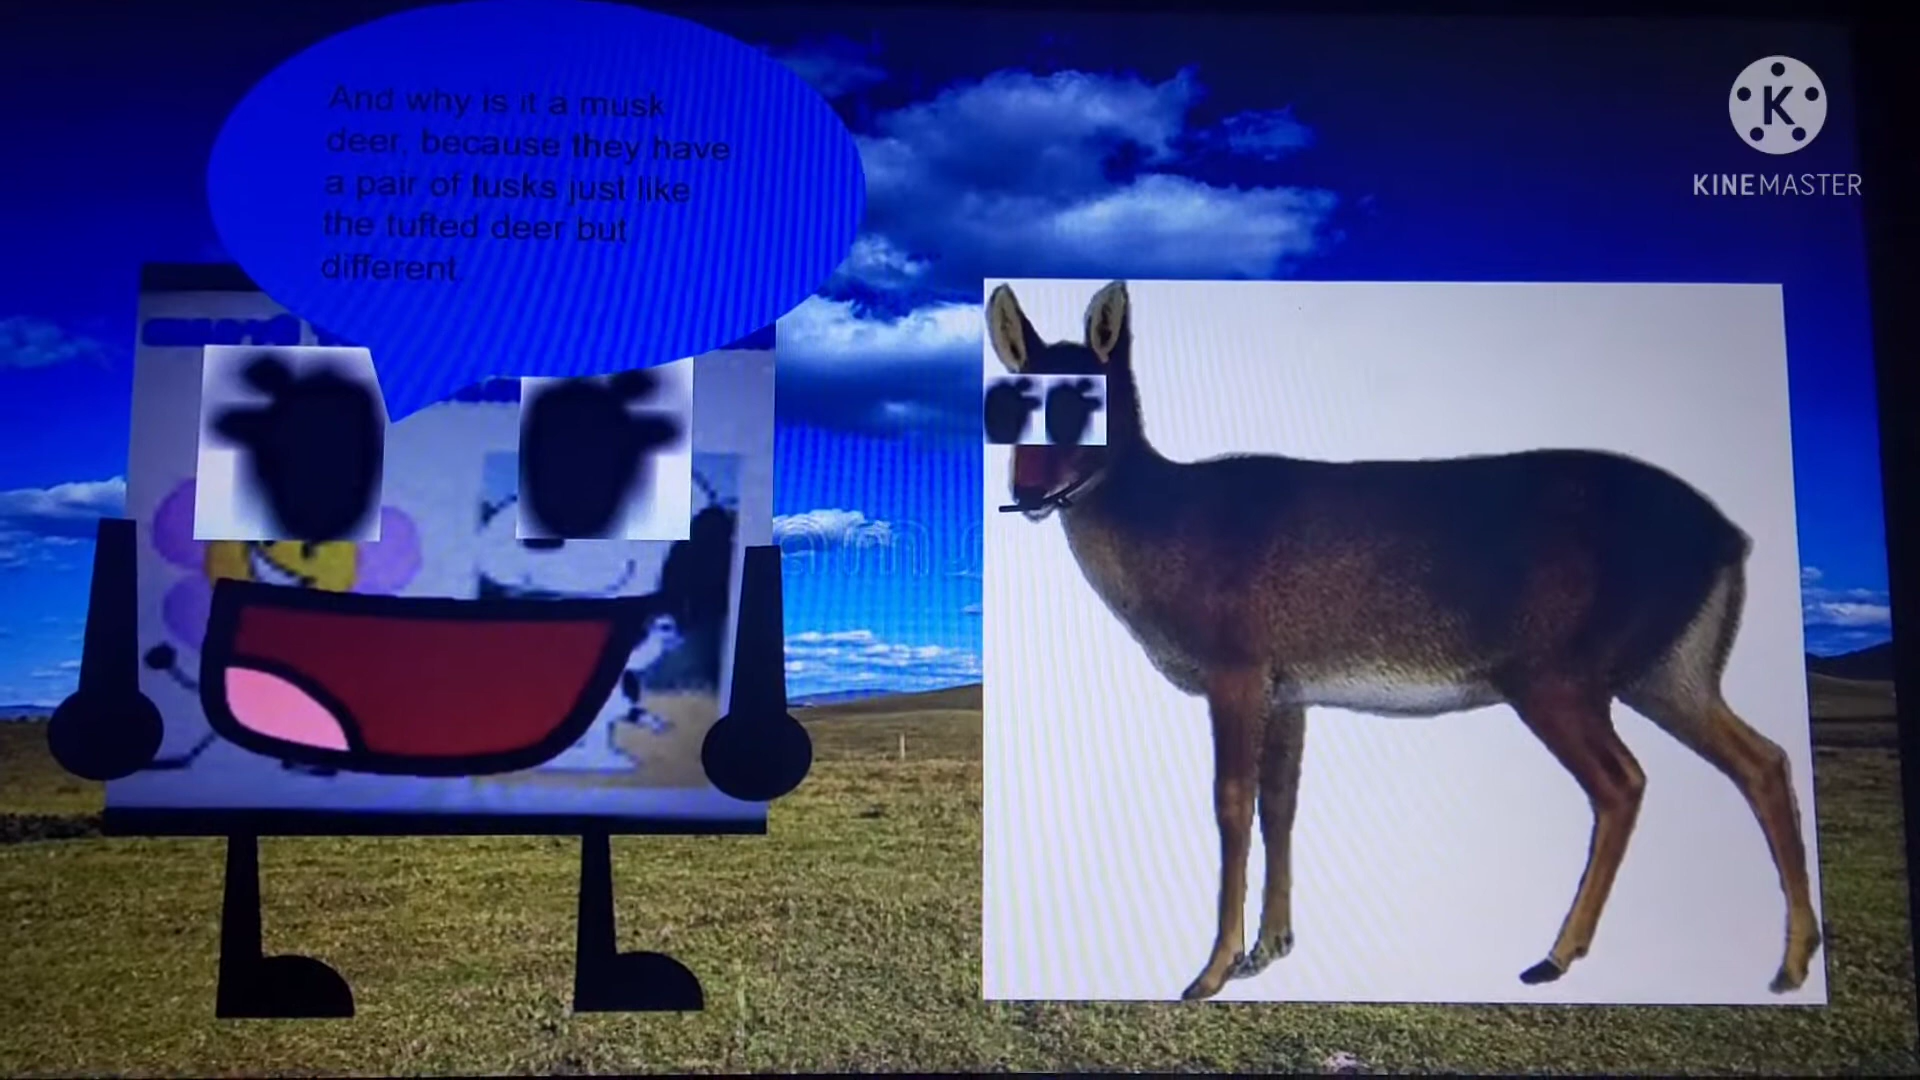 And why is it a musk
deer, because they have
a pair of tusks just like
the tufted deer but
different.
K
KINEMASTER